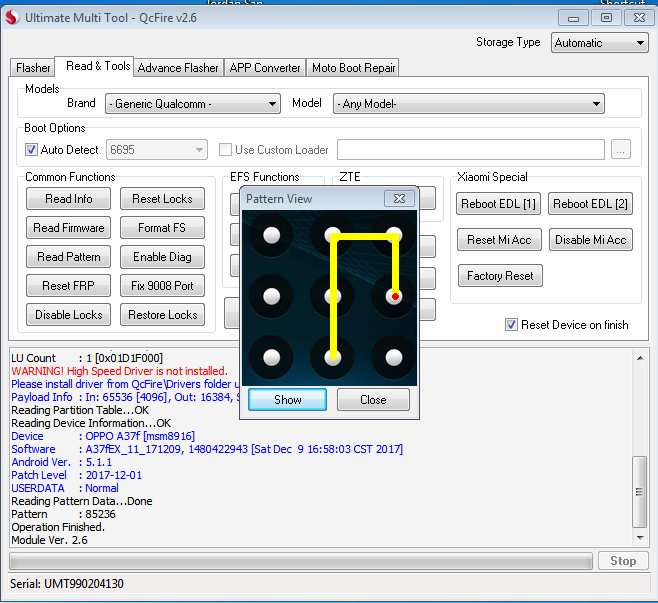 Jordan San
Shortcut
Ultimate Multi Tool - QcFire v2.6
Storage Type Automatic
Flasher Read & Tools Advance Flasher APP Converter Moto Boot Repair
Models
Brand - Generic Qualcomm - Model - Any Model-
Boot Options
Auto Detect 6695 Use Custom Loader ...
Common Functions EFS Functions ZTE Xiaomi Special
Pattern View
Read Info Reset Locks Reboot EDL [1] Reboot EDL [2]
Read Firmware Format FS
Reset Mi Acc Disable Mi Acc
Read Pattern Enable Diag
Factory Reset
Reset FRP Fix 9008 Port
Disable Locks Restore Locks
Reset Device on finish
LU Count : 1 [0x01D1F000]
WARNING! High Speed Driver is not installed.
Please install driver from QcFire\Drivers folder
Payload Info : In: 65536 [4096], Out: 16384,
Show Close
Reading Partition Table...OK
Reading Device Information...OK
Device : OPPO A37f [msm8916]
Software : A37fEX_11_171209, 1480422943 [Sat Dec 9 16:58:03 CST 2017]
Android Ver. : 5.1.1
Patch Level : 2017-12-01
USERDATA : Normal
Reading Pattern Data...Done
Pattern : 85236
Operation Finished.
Module Ver. 2.6
Stop
Serial: UMT990204130